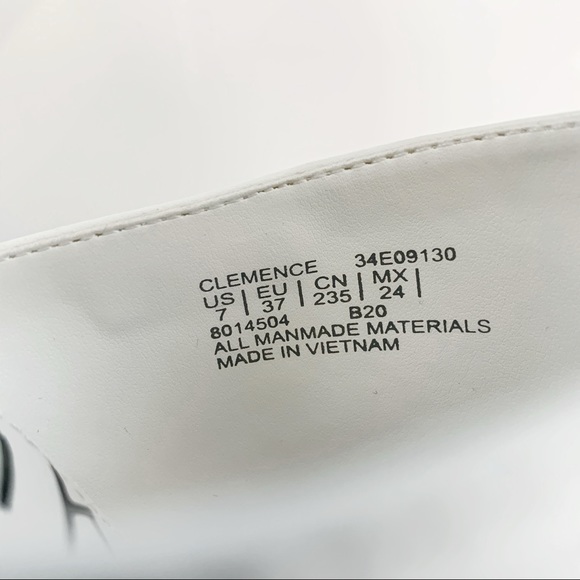 CLEMENCE 34E09130
US | EU | CN | MX |
7 | 37 | 235 | 24 |
8014504 B20
ALL MANMADE MATERIALS
MADE IN VIETNAM